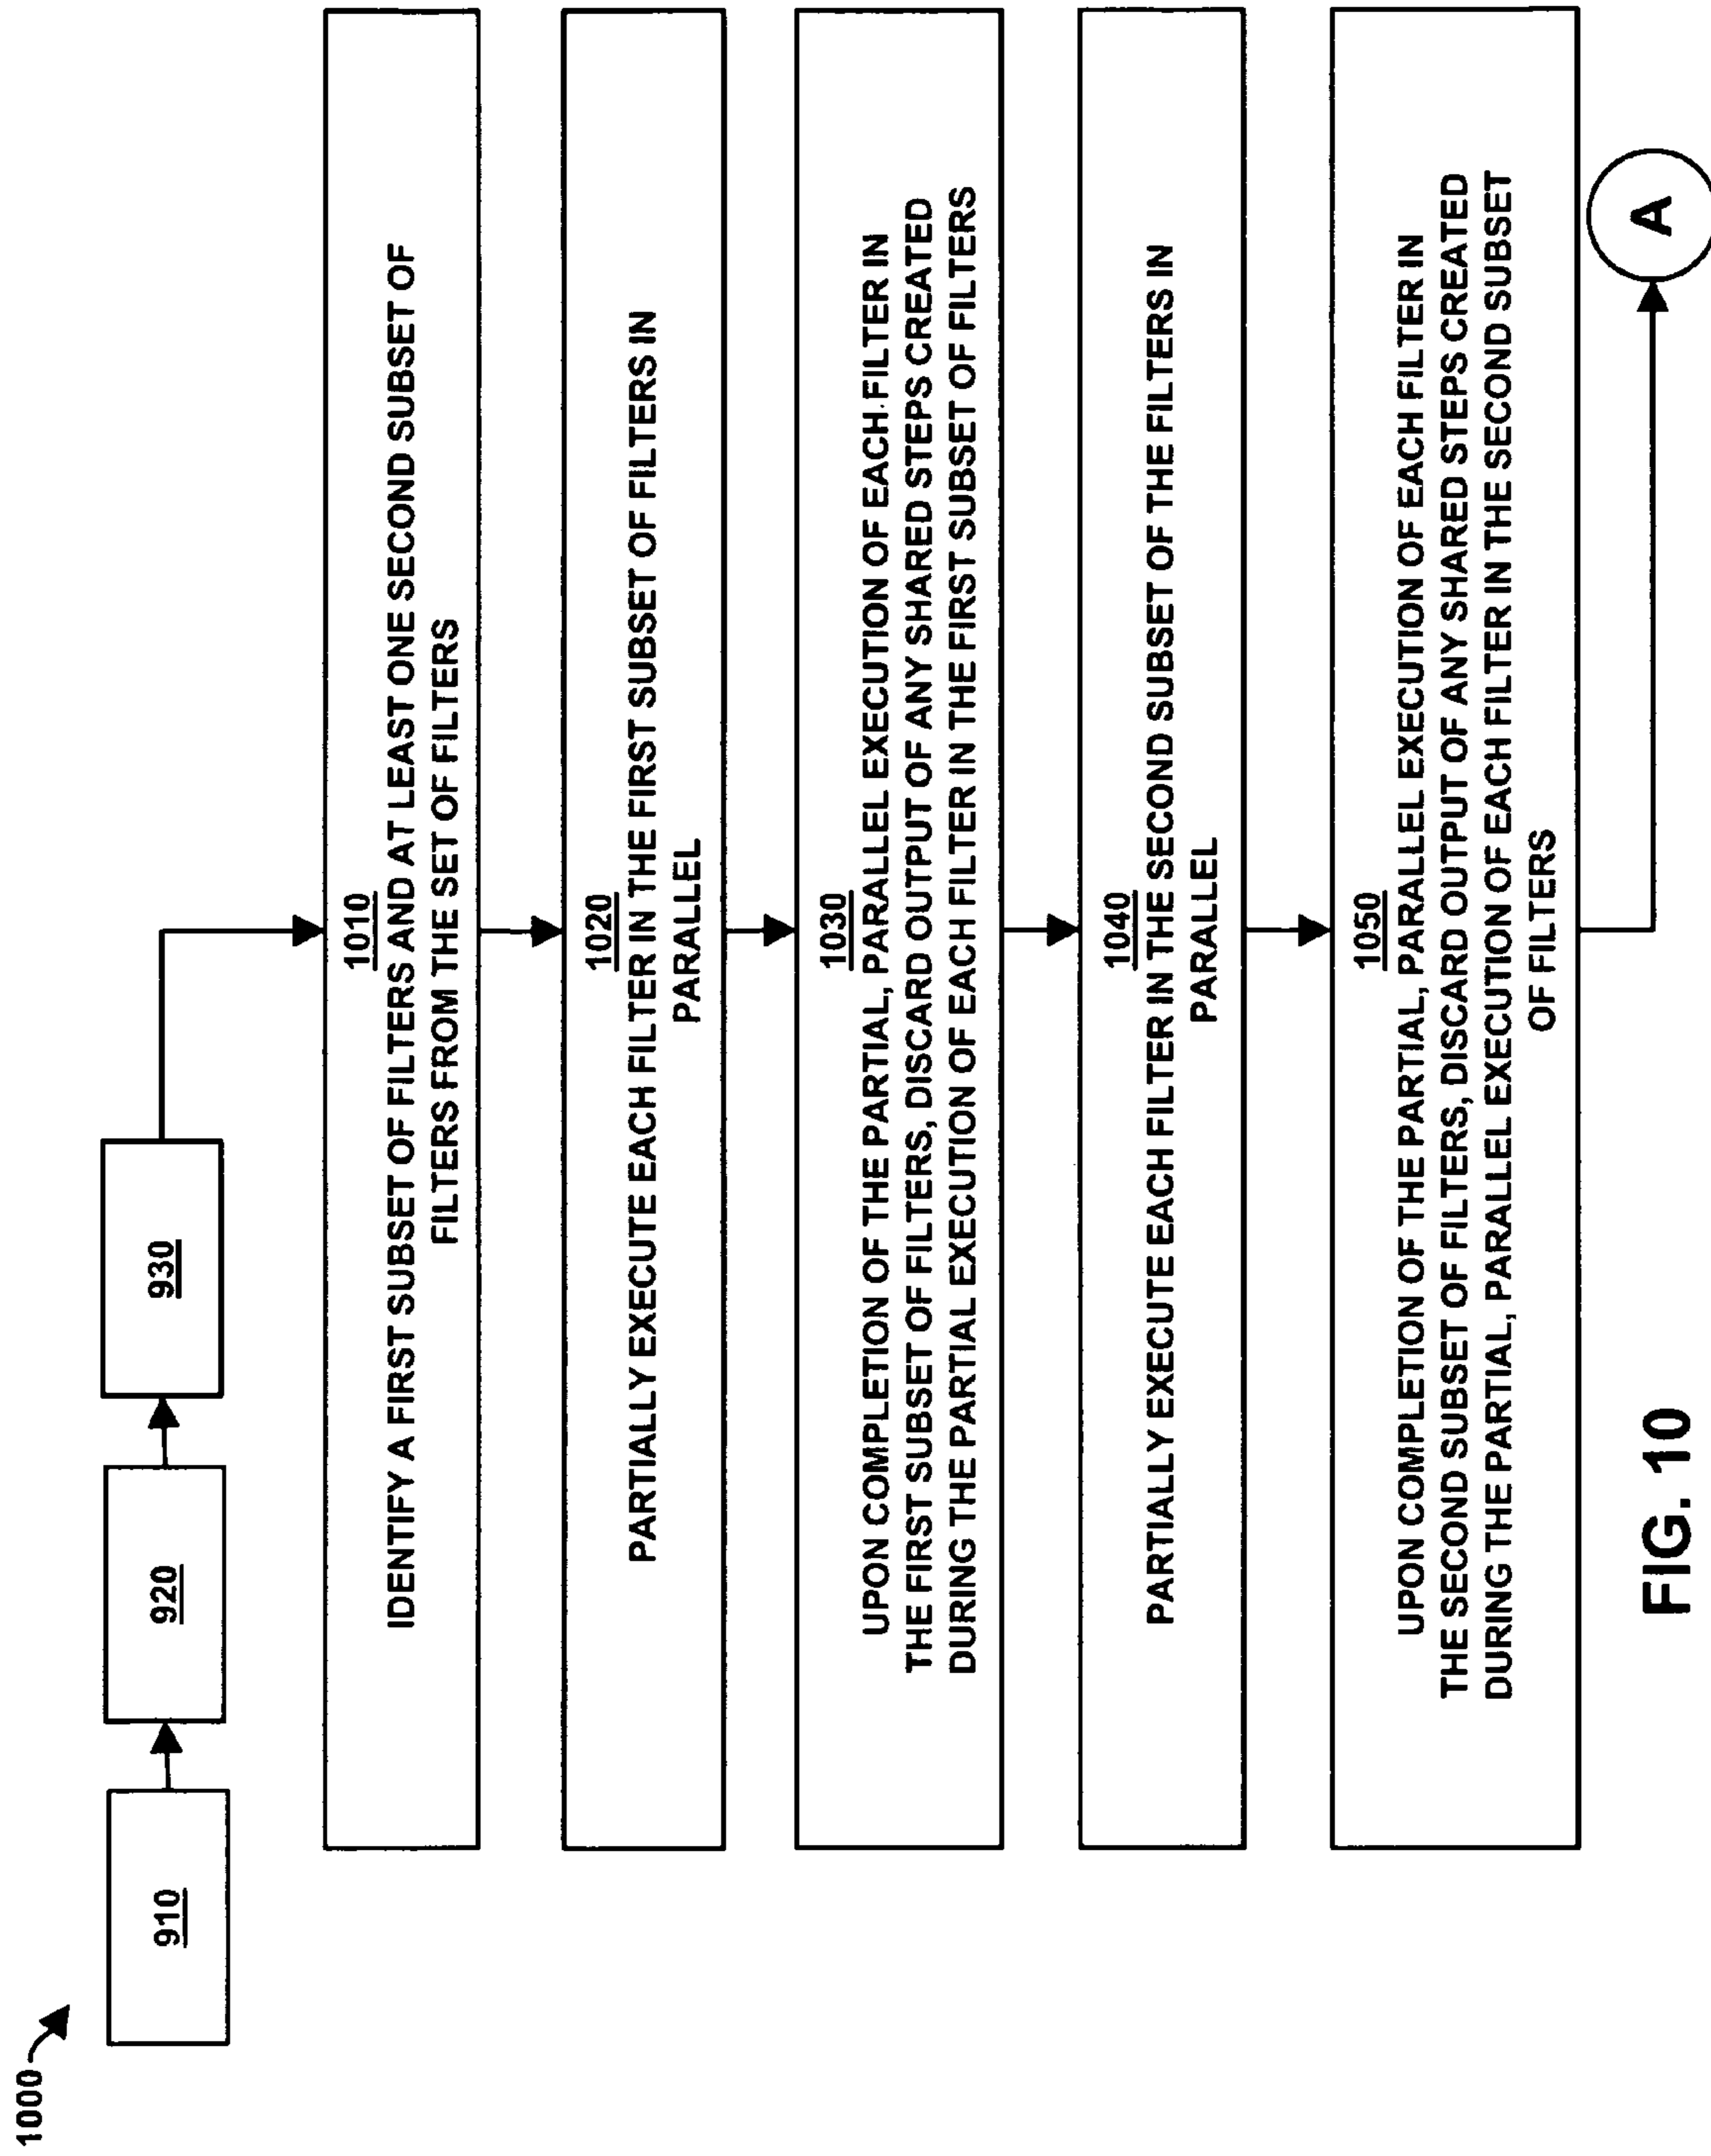 1000
910
920
930
1010
IDENTIFY A FIRST SUBSET OF FILTERS AND AT LEAST ONE SECOND SUBSET OF
FILTERS FROM THE SET OF FILTERS
1020
PARTIALLY EXECUTE EACH FILTER IN THE FIRST SUBSET OF FILTERS IN
PARALLEL
1030
UPON COMPLETION OF THE PARTIAL, PARALLEL EXECUTION OF EACH FILTER IN
THE FIRST SUBSET OF FILTERS, DISCARD OUTPUT OF ANY SHARED STEPS CREATED
DURING THE PARTIAL EXECUTION OF EACH FILTER IN THE FIRST SUBSET OF FILTERS
1040
PARTIALLY EXECUTE EACH FILTER IN THE SECOND SUBSET OF THE FILTERS IN
PARALLEL
1050
UPON COMPLETION OF THE PARTIAL, PARALLEL EXECUTION OF EACH FILTER IN
THE SECOND SUBSET OF FILTERS, DISCARD OUTPUT OF ANY SHARED STEPS CREATED
DURING THE PARTIAL, PARALLEL EXECUTION OF EACH FILTER IN THE SECOND SUBSET
OF FILTERS
A
FIG. 10